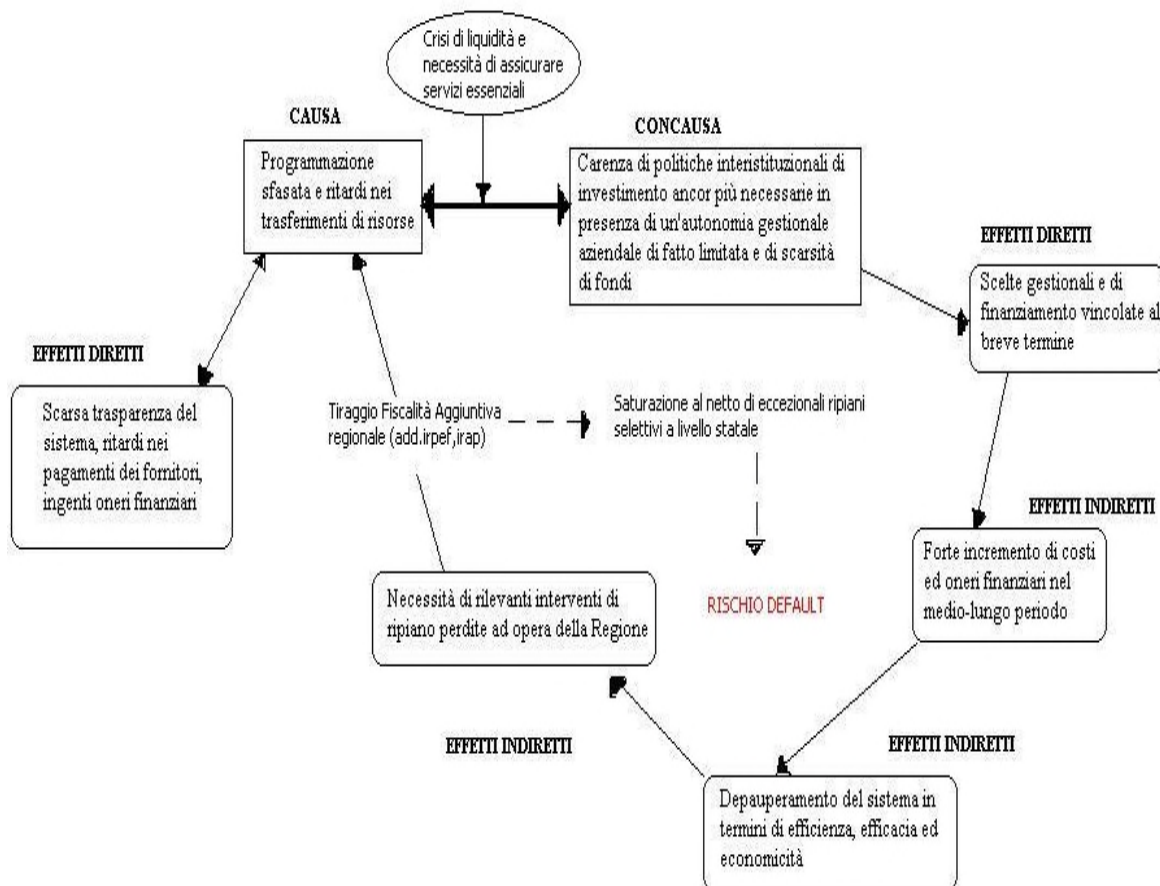 Crisi di liquidità e
necessità di assicurare
servizi essenziali
CAUSA
Programmazione
sfasata e ritardi nei
trasferimenti di risorse
CONCAUSA
Carenza di politiche interistituzionali di
investimento ancor più necessarie in
presenza di un'autonomia gestionale
aziendale di fatto limitata e di scarsità
di fondi
EFFETTI DIRETTI
Scelte gestionali e di
finanziamento vincolate al
breve termine
EFFETTI DIRETTI
Scarsa trasparenza del
sistema, ritardi nei
pagamenti dei fornitori,
ingenti oneri finanziari
Tiraggio Fiscalità Aggiuntiva
regionale (add.irpef,irap)
Saturazione al netto di eccezionali ripiani
selettivi a livello statale
EFFETTI INDIRETTI
Forte incremento di costi
ed oneri finanziari nel
medio-lungo periodo
RISCHIO DEFAULT
Necessità di rilevanti interventi di
ripiano perdite ad opera della Regione
EFFETTI INDIRETTI
EFFETTI INDIRETTI
Depauperamento del sistema in
termini di efficienza, efficacia ed
economicità